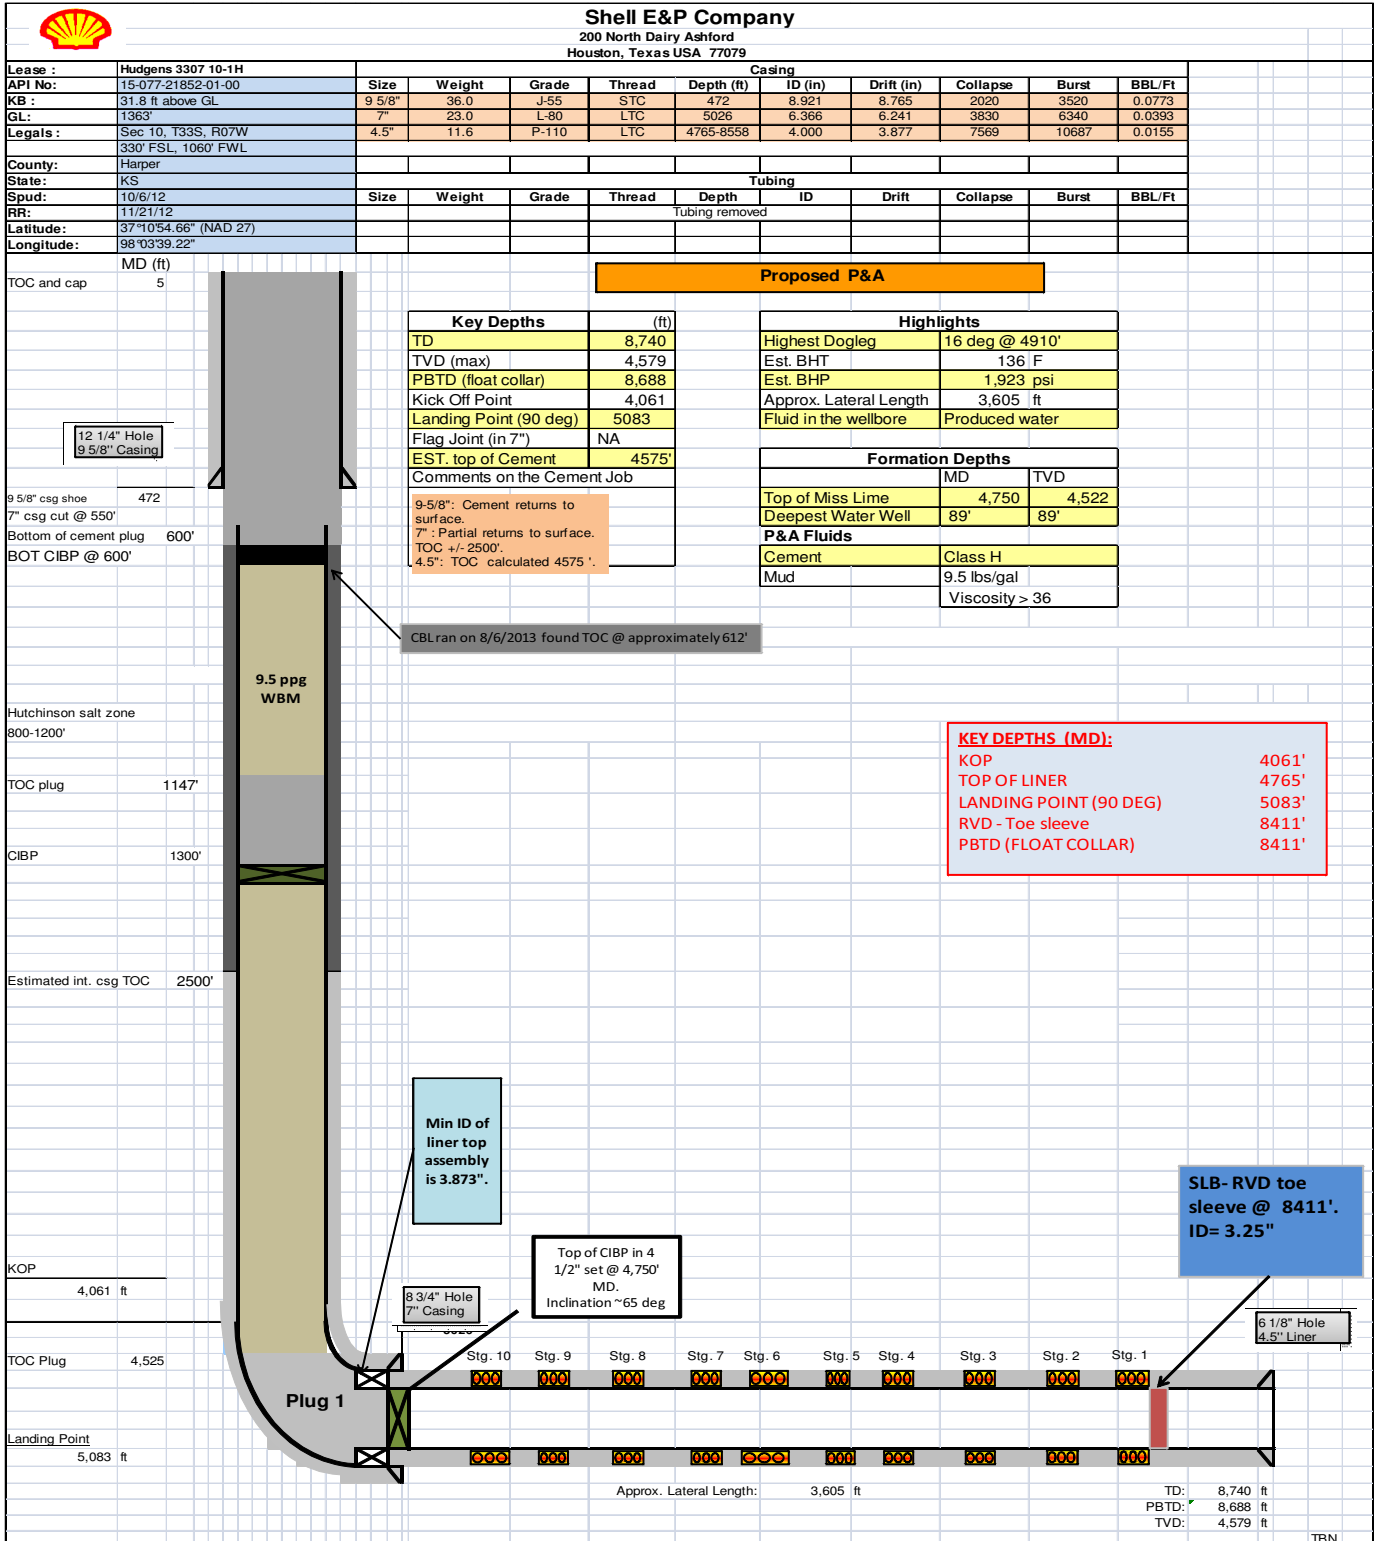 Shell E&P Company
200 North Dairy Ashford
Houston, Texas USA 77079
Lease : Hudgens 3307 10-1H Casing
API No: 15-077-21852-01-00 Size Weight Grade Thread Depth (ft) ID (in) Drift (in) Collapse Burst BBL/Ft
KB : 31.8 ft above GL 9 5/8" 36.0 J-55 STC 472 8.921 8.765 2020 3520 0.0773
GL: 1363' 7" 23.0 L-80 LTC 5026 6.366 6.241 3830 6340 0.0393
Legals : Sec 10, T33S, R07W 4.5" 11.6 P-110 LTC 4765-8558 4.000 3.877 7569 10687 0.0155
330' FSL, 1060' FWL
County: Harper
State: KS Tubing
Spud: 10/6/12 Size Weight Grade Thread Depth ID Drift Collapse Burst BBL/Ft
RR: 11/21/12 Tubing removed
Latitude: 37°10'54.66" (NAD 27)
Longitude: 98°03'39.22"
MD (ft)
TOC and cap 5
Proposed P&A
Key Depths (ft)
TD 8,740
TVD (max) 4,579
PBTD (float collar) 8,688
Kick Off Point 4,061
Landing Point (90 deg) 5083
Flag Joint (in 7") NA
EST. top of Cement 4575'
Comments on the Cement Job
9-5/8": Cement returns to
surface.
7" : Partial returns to surface.
TOC +/- 2500'.
4.5": TOC calculated 4575 '.
Highlights
Highest Dogleg 16 deg @ 4910'
Est. BHT 136 F
Est. BHP 1,923 psi
Approx. Lateral Length 3,605 ft
Fluid in the wellbore Produced water
Formation Depths
MD TVD
Top of Miss Lime 4,750 4,522
Deepest Water Well 89' 89'
P&A Fluids
Cement Class H
Mud 9.5 lbs/gal
Viscosity > 36
12 1/4" Hole
9 5/8" Casing
9 5/8" csg shoe 472
7" csg cut @ 550'
Bottom of cement plug 600'
BOT CIBP @ 600'
CBL ran on 8/6/2013 found TOC @ approximately 612'
9.5 ppg
WBM
Hutchinson salt zone
800-1200'
KEY DEPTHS (MD):
KOP 4061'
TOP OF LINER 4765'
LANDING POINT (90 DEG) 5083'
RVD - Toe sleeve 8411'
PBTD (FLOAT COLLAR) 8411'
TOC plug 1147'
CIBP 1300'
Estimated int. csg TOC 2500'
Min ID of
liner top
assembly
is 3.873".
SLB- RVD toe
sleeve @ 8411'.
ID= 3.25"
Top of CIBP in 4
1/2" set @ 4,750'
MD.
Inclination ~65 deg
KOP
4,061 ft
8 3/4" Hole
7" Casing
6 1/8" Hole
4.5" Liner
TOC Plug 4,525
Stg. 10 Stg. 9 Stg. 8 Stg. 7 Stg. 6 Stg. 5 Stg. 4 Stg. 3 Stg. 2 Stg. 1
Plug 1
Landing Point
5,083 ft
Approx. Lateral Length: 3,605 ft
TD: 8,740 ft
PBTD: 8,688 ft
TVD: 4,579 ft